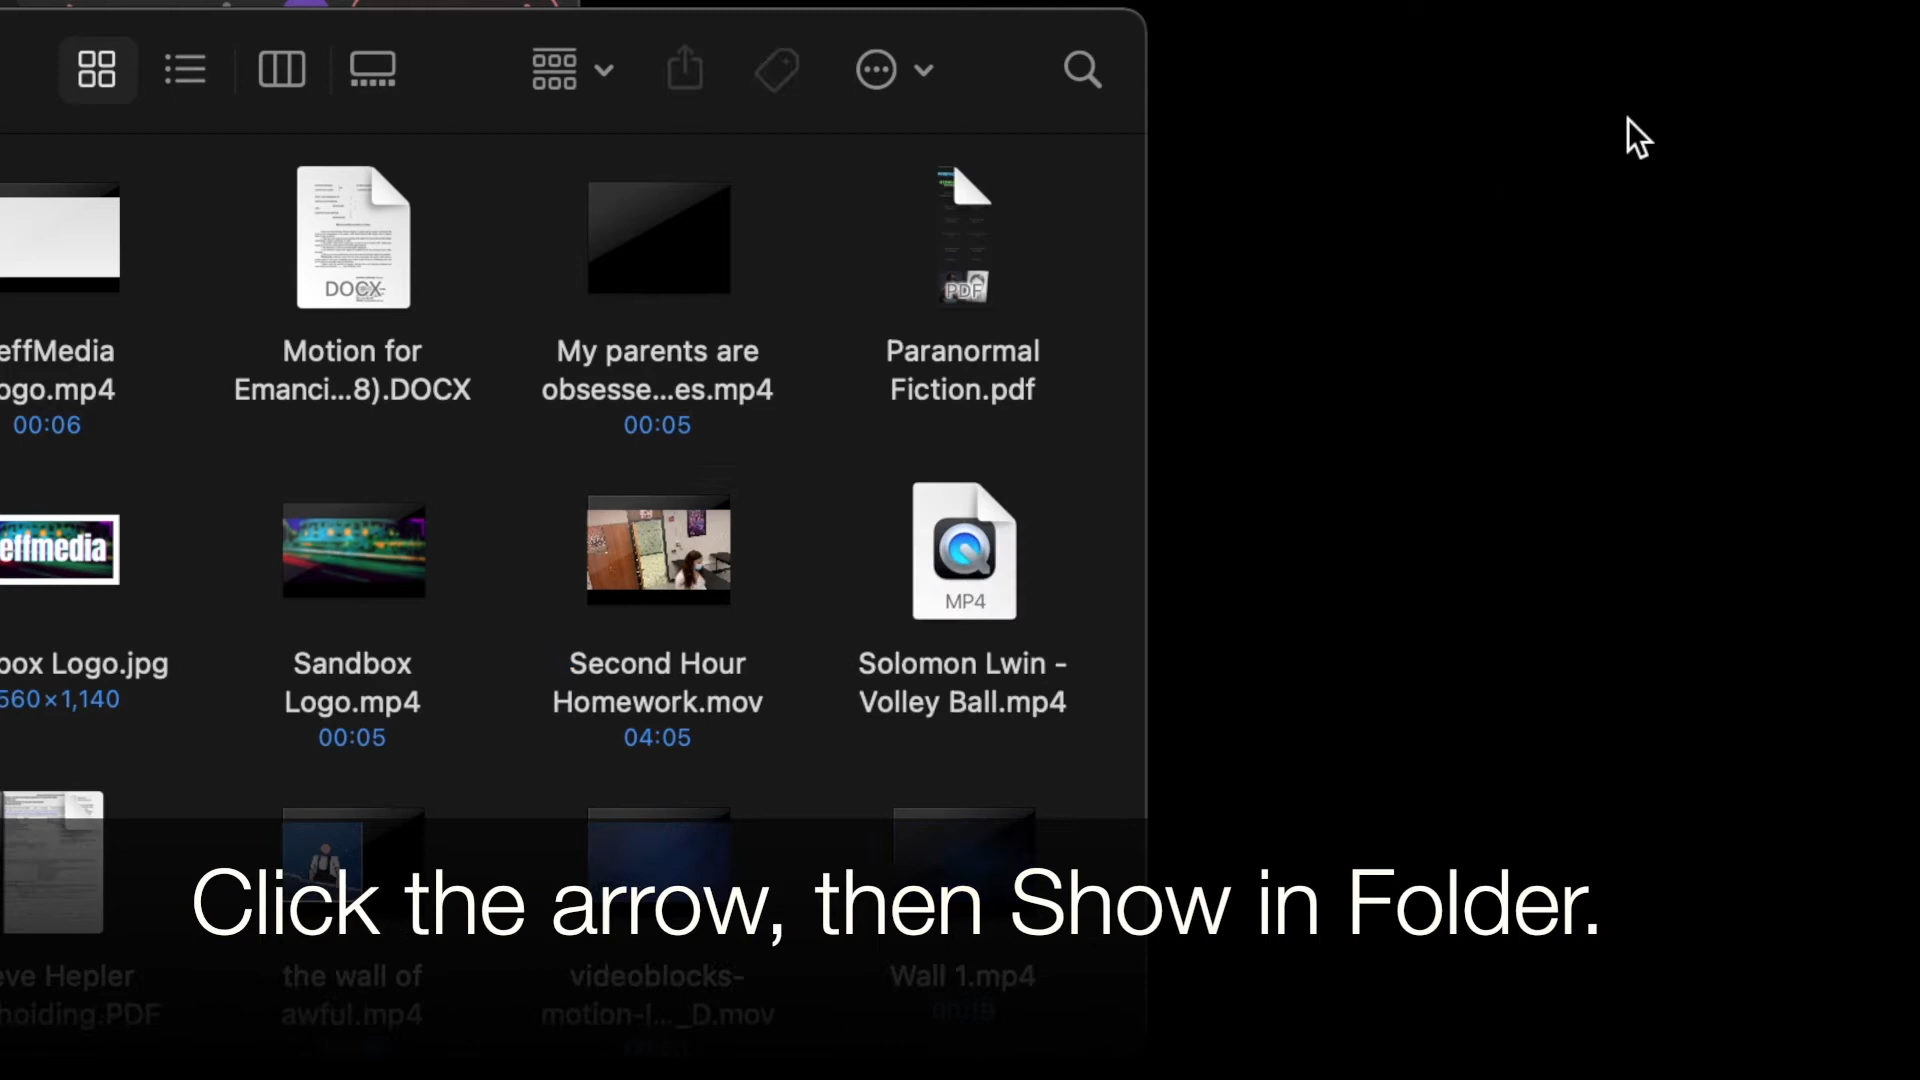 DOCX
PDF
effMedia
Motion for
My parents are
Paranormal
ogo.mp4
Emanci...8).DOCX
obsesse...es.mp4
Fiction.pdf
00:06
00:05
effmedia
MP4
box Logo.jpg
Sandbox
Second Hour
Solomon Lwin -
560×1,140
Logo.mp4
Homework.mov
Volley Ball.mp4
00:05
04:05
Click the arrow, then Show in Folder.
eve Hepler
the wall of
videoblocks-
Wall 1.mp4
hoiding.PDF
awful.mp4
motion-l..._D.mov